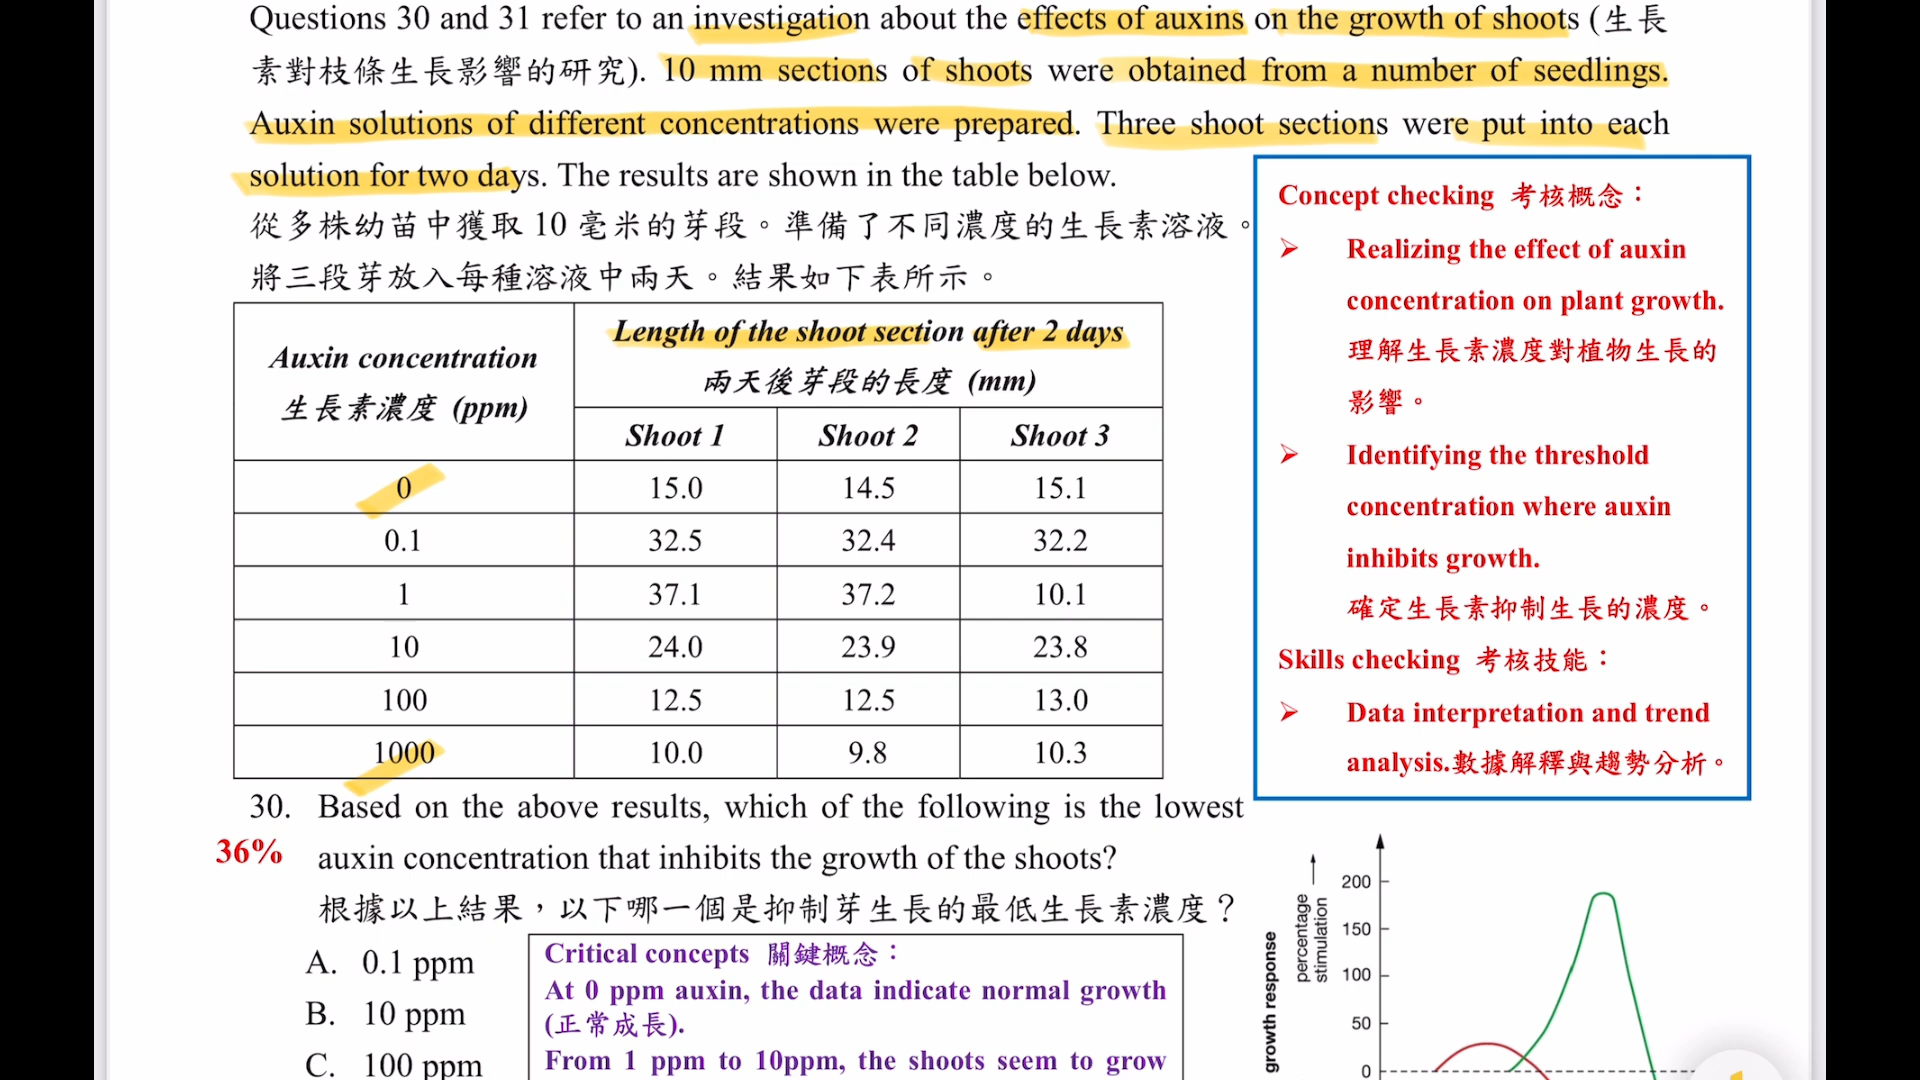 Questions 30 and 31 refer to an investigation about the effects of auxins on the growth of shoots (生長
素對枝條生長影響的研究). 10 mm sections of shoots were obtained from a number of seedlings.
Auxin solutions of different concentrations were prepared. Three shoot sections were put into each
solution for two days. The results are shown in the table below.
從多株幼苗中獲取 10 毫米的芽段。準備了不同濃度的生長素溶液。
將三段芽放入每種溶液中兩天。結果如下表所示。
Auxin concentration
生長素濃度 (ppm)
Length of the shoot section after 2 days
兩天後芽段的長度 (mm)
Shoot 1 Shoot 2 Shoot 3
0 15.0 14.5 15.1
0.1 32.5 32.4 32.2
1 37.1 37.2 10.1
10 24.0 23.9 23.8
100 12.5 12.5 13.0
1000 10.0 9.8 10.3
Concept checking 考核概念：
➢ Realizing the effect of auxin
concentration on plant growth.
理解生長素濃度對植物生長的
影響。
➢ Identifying the threshold
concentration where auxin
inhibits growth.
確定生長素抑制生長的濃度。
Skills checking 考核技能：
➢ Data interpretation and trend
analysis.數據解釋與趨勢分析。
30. Based on the above results, which of the following is the lowest
36% auxin concentration that inhibits the growth of the shoots?
根據以上結果，以下哪一個是抑制芽生長的最低生長素濃度？
A. 0.1 ppm
B. 10 ppm
C. 100 ppm
Critical concepts 關鍵概念：
At 0 ppm auxin, the data indicate normal growth
(正常成長).
From 1 ppm to 10ppm, the shoots seem to grow
growth response
percentage
stimulation
200
150
100
50
0